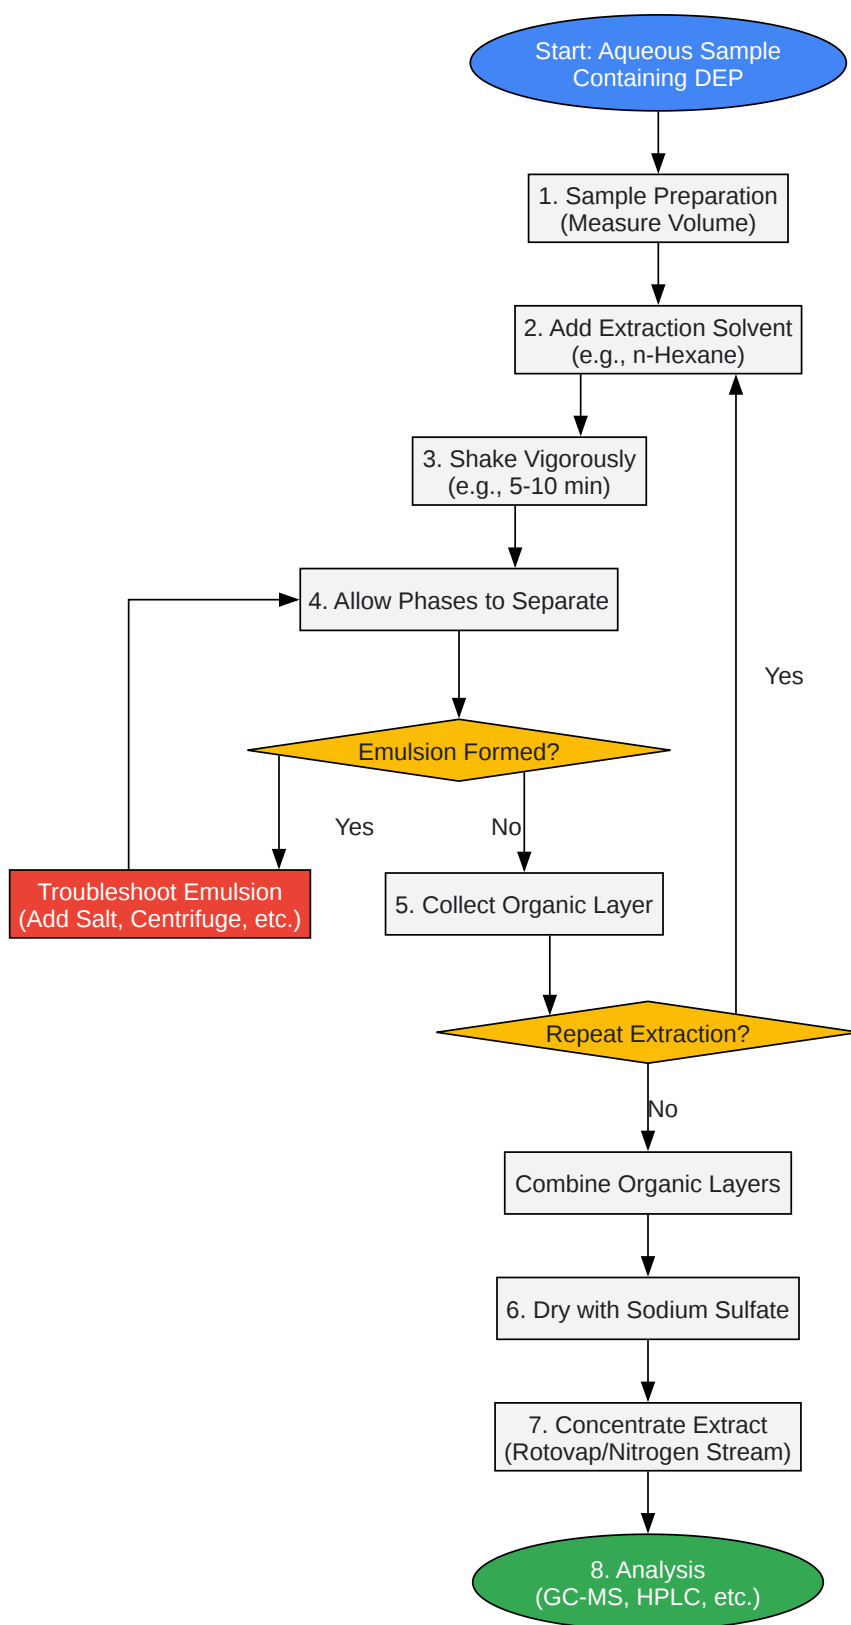 Start: Aqueous Sample
Containing DEP
1. Sample Preparation
(Measure Volume)
2. Add Extraction Solvent
(e.g., n-Hexane)
3. Shake Vigorously
(e.g., 5-10 min)
4. Allow Phases to Separate
Yes
Emulsion Formed?
Yes
No
Troubleshoot Emulsion
(Add Salt, Centrifuge, etc.)
5. Collect Organic Layer
Repeat Extraction?
No
Combine Organic Layers
6. Dry with Sodium Sulfate
7. Concentrate Extract
(Rotovap/Nitrogen Stream)
8. Analysis
(GC-MS, HPLC, etc.)